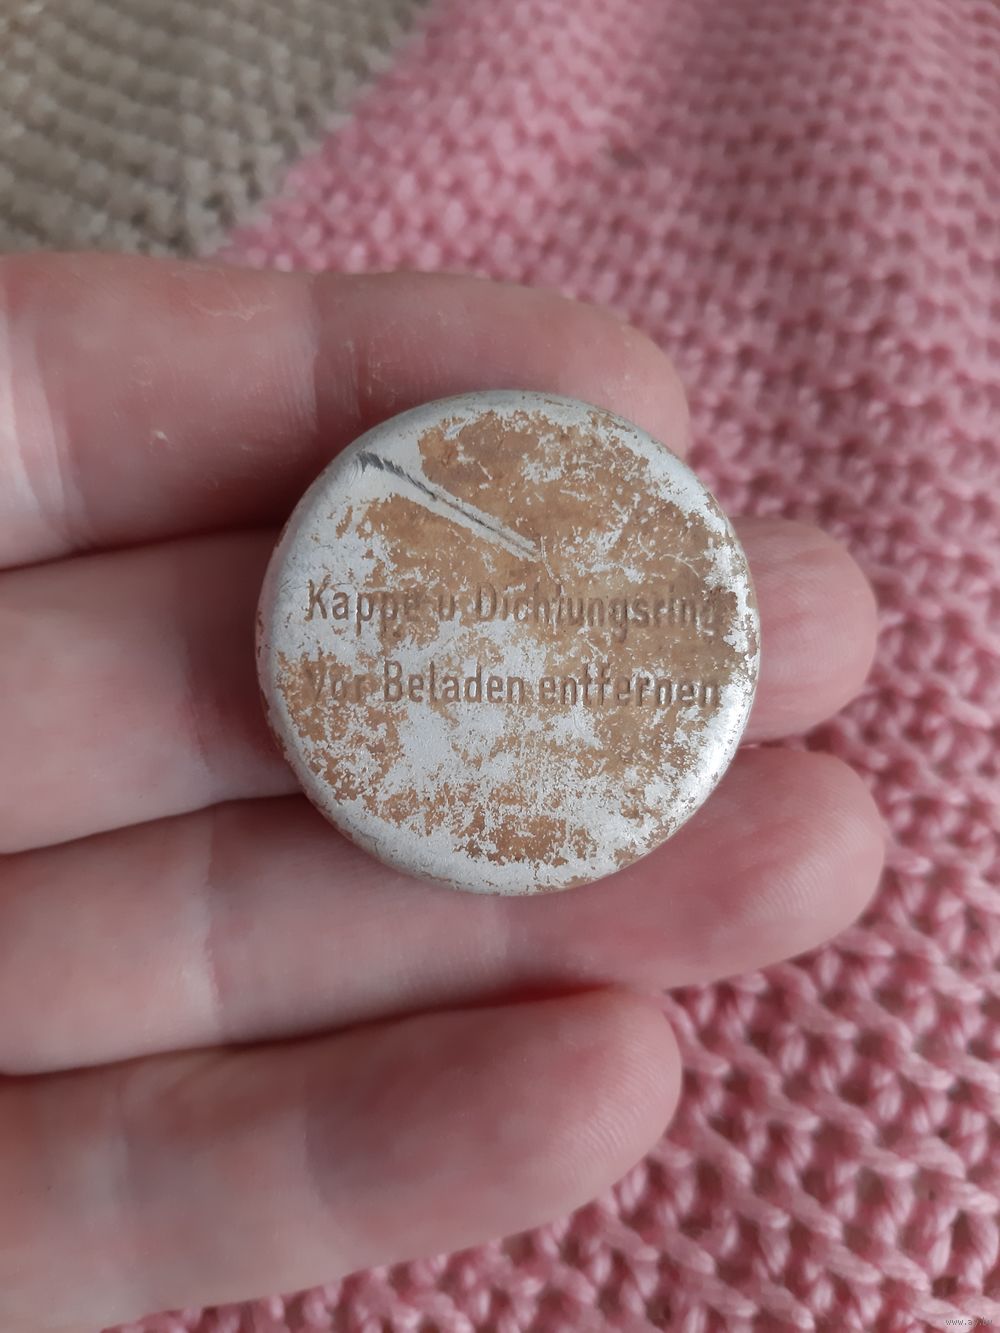 Kappe u Dichtungsring
Vor Beladen entfernen